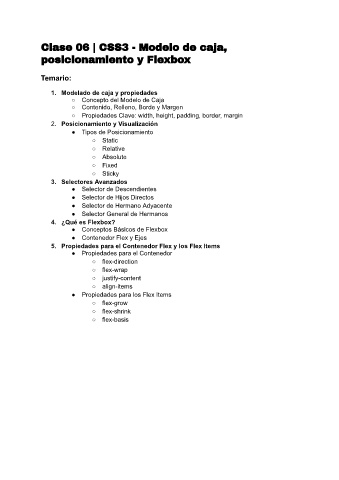 Clase 06 | CSS3 - Modelo de caja,
posicionamiento y Flexbox
Temario:
1. Modelado de caja y propiedades
○ Concepto del Modelo de Caja
○ Contenido, Relleno, Borde y Margen
○ Propiedades Clave: width, height, padding, border, margin
2. Posicionamiento y Visualización
● Tipos de Posicionamiento
○ Static
○ Relative
○ Absolute
○ Fixed
○ Sticky
3. Selectores Avanzados
● Selector de Descendientes
● Selector de Hijos Directos
● Selector de Hermano Adyacente
● Selector General de Hermanos
4. ¿Qué es Flexbox?
● Conceptos Básicos de Flexbox
● Contenedor Flex y Ejes
5. Propiedades para el Contenedor Flex y los Flex Items
● Propiedades para el Contenedor
○ flex-direction
○ flex-wrap
○ justify-content
○ align-items
● Propiedades para los Flex Items
○ flex-grow
○ flex-shrink
○ flex-basis